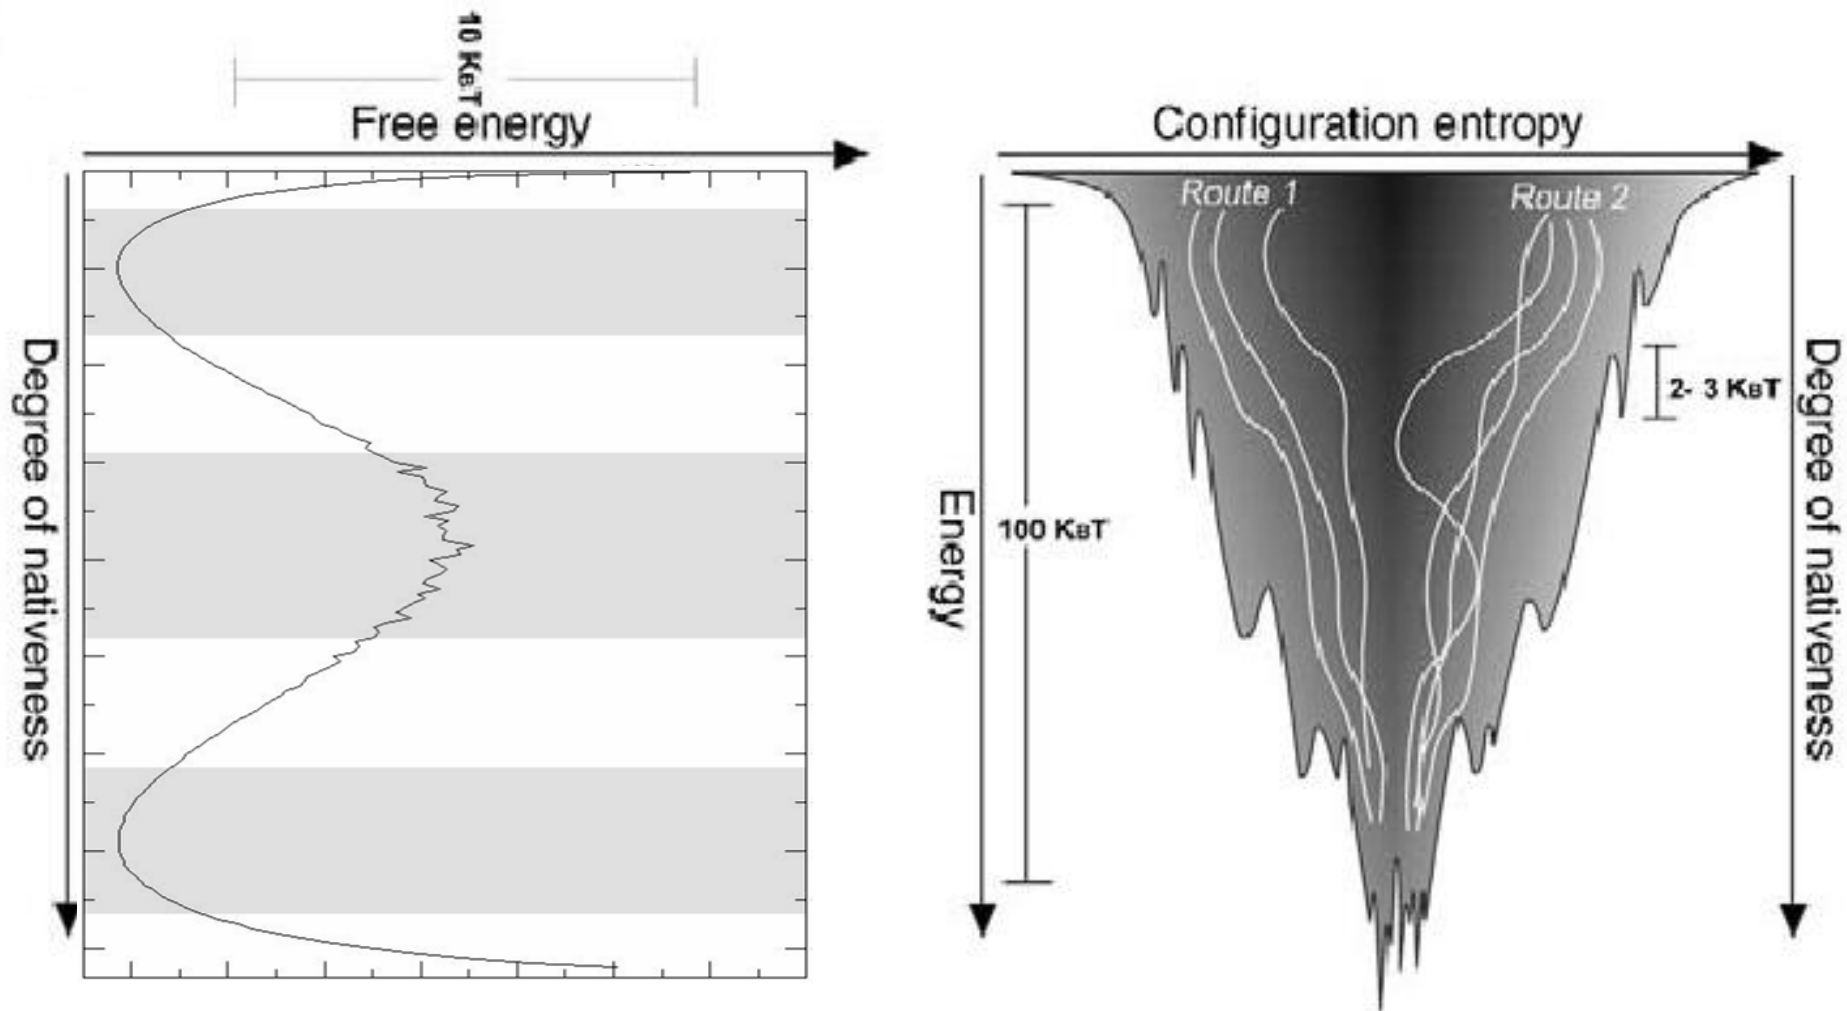 10 KBT
Free energy
Degree of nativeness
Configuration entropy
Route 1
Route 2
2- 3 KBT
100 KBT
Energy
Degree of nativeness